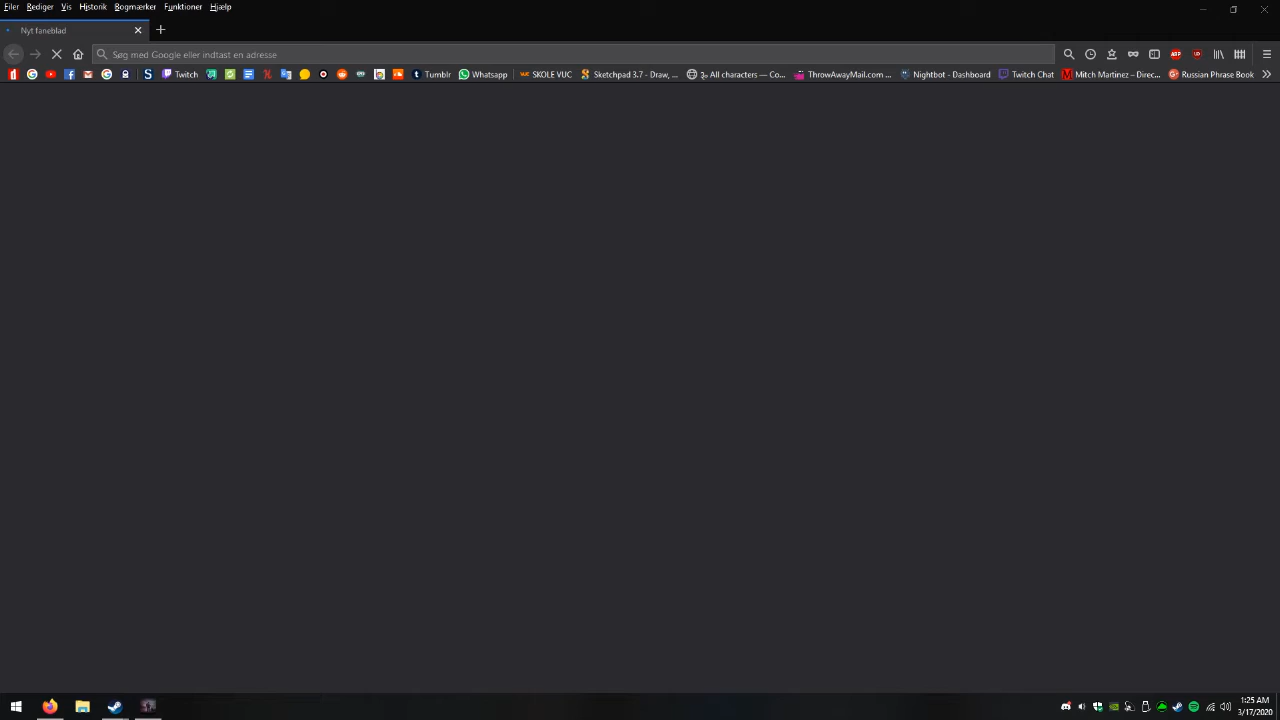 Filer Rediger Vis Historik Bogmærker Funktioner Hjælp
Nyt faneblad
Søg med Google eller indtast en adresse
Twitch Tumblr Whatsapp SKOLE VUC Sketchpad 3.7 - Draw, ... All characters — Co... ThrowAwayMail.com ... Nightbot - Dashboard Twitch Chat Mitch Martinez – Direc... Russian Phrase Book
1:25 AM
3/17/2020